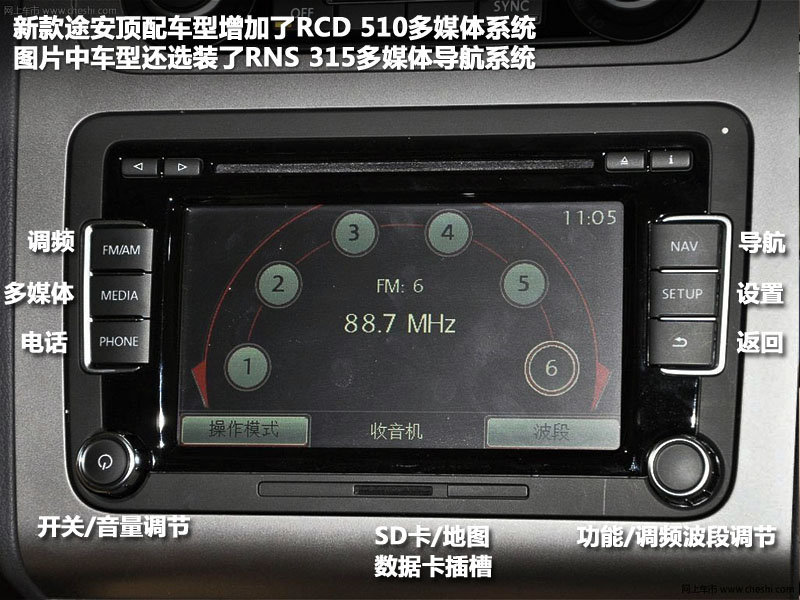 网上车市 www.cheshi.com
OFF
SYNC
新款途安顶配车型增加了RCD 510多媒体系统
图片中车型还选装了RNS 315多媒体导航系统
i
11:05
3
4
调频
FM/AM
NAV
导航
2
FM: 6
5
多媒体
MEDIA
SETUP
设置
88.7 MHz
电话
PHONE
返回
1
6
操作模式
收音机
波段
开关/音量调节
SD卡/地图
数据卡插槽
功能/调频波段调节
网上车市 www.cheshi.com